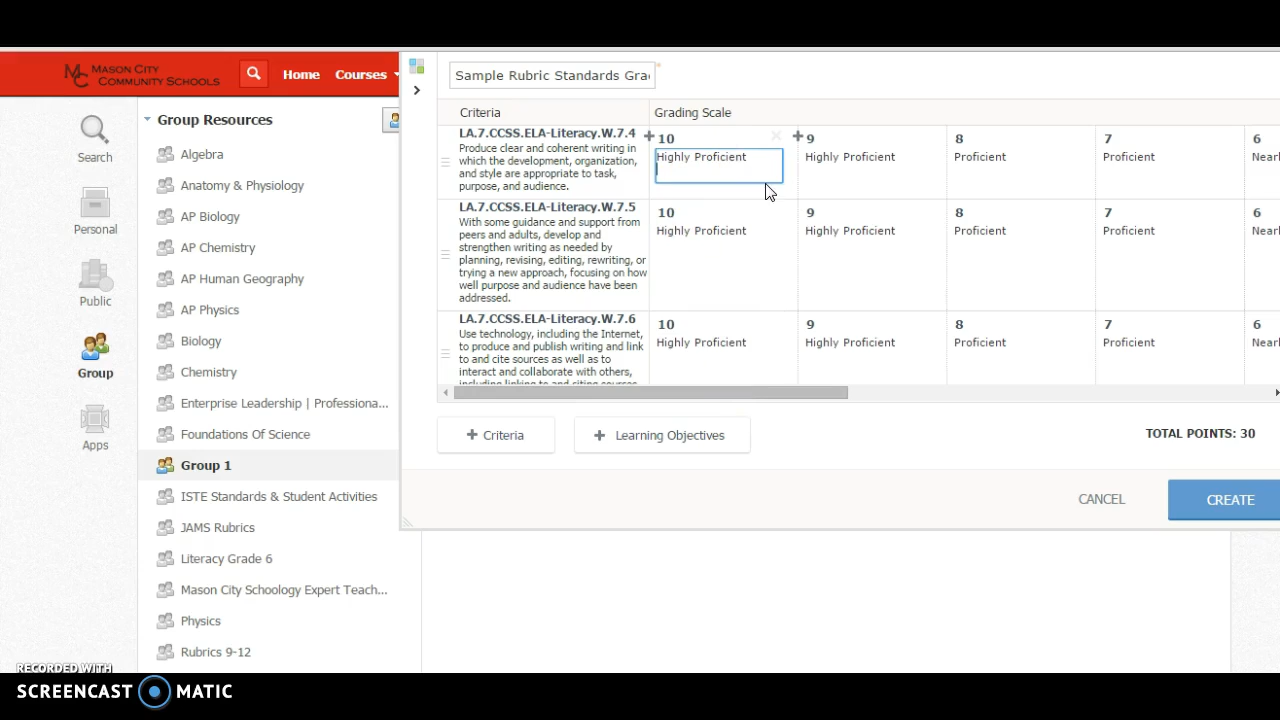 MC MASON CITY
COMMUNITY SCHOOLS
Home
Courses
Search
Personal
Public
Group
Apps
Group Resources
Algebra
Anatomy & Physiology
AP Biology
AP Chemistry
AP Human Geography
AP Physics
Biology
Chemistry
Enterprise Leadership | Professiona...
Foundations Of Science
Group 1
ISTE Standards & Student Activities
JAMS Rubrics
Literacy Grade 6
Mason City Schoology Expert Teach...
Physics
Rubrics 9-12
Sample Rubric Standards Gra
Criteria
Grading Scale
LA.7.CCSS.ELA-Literacy.W.7.4
Produce clear and coherent writing in
which the development, organization,
and style are appropriate to task,
purpose, and audience.
10
Highly Proficient
9
Highly Proficient
8
Proficient
7
Proficient
6
Nearl
LA.7.CCSS.ELA-Literacy.W.7.5
With some guidance and support from
peers and adults, develop and
strengthen writing as needed by
planning, revising, editing, rewriting, or
trying a new approach, focusing on how
well purpose and audience have been
addressed.
10
Highly Proficient
9
Highly Proficient
8
Proficient
7
Proficient
6
Nearl
LA.7.CCSS.ELA-Literacy.W.7.6
Use technology, including the Internet,
to produce and publish writing and link
to and cite sources as well as to
interact and collaborate with others,
including linking to and citing sources
10
Highly Proficient
9
Highly Proficient
8
Proficient
7
Proficient
6
Nearl
+ Criteria
+ Learning Objectives
TOTAL POINTS: 30
CANCEL
CREATE
RECORDED WITH
SCREENCAST MATIC